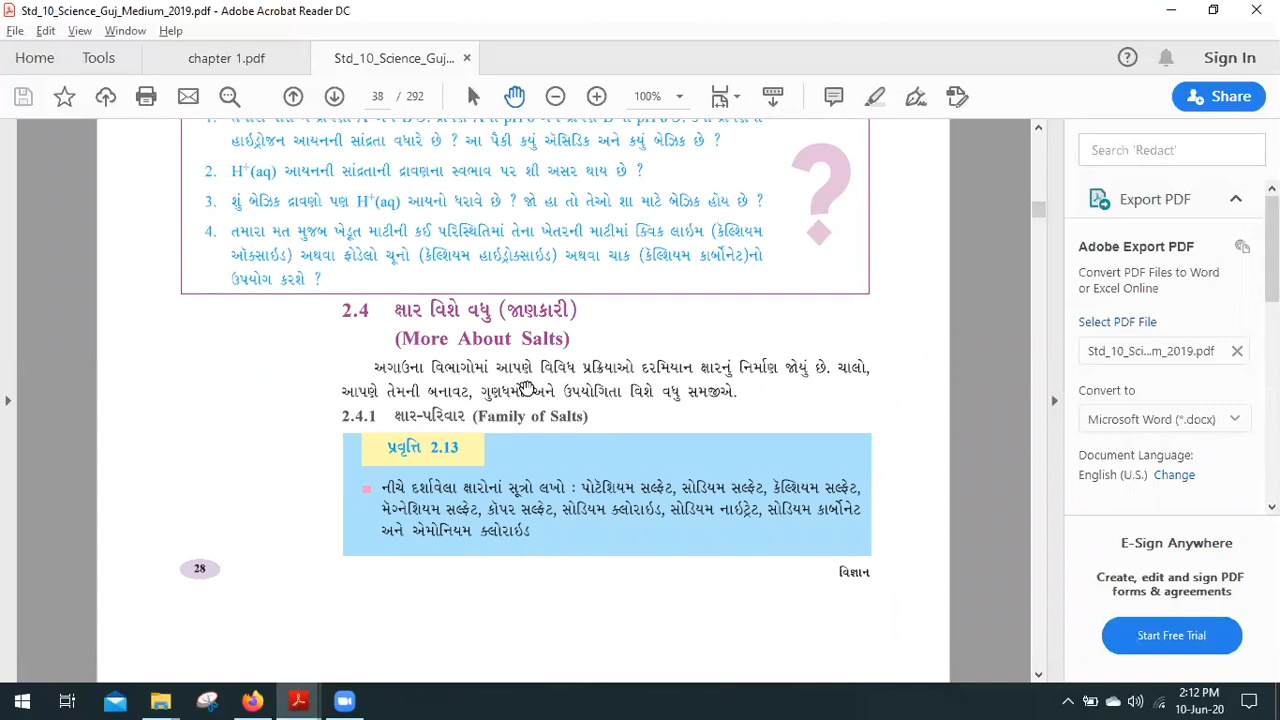 Std_10_Science_Guj_Medium_2019.pdf - Adobe Acrobat Reader DC
File Edit View Window Help
Home Tools chapter 1.pdf Std_10_Science_Guj... × Sign In
38 / 292 100% Share
હાઇડ્રોજન આયનની સાંદ્રતા વધારે છે ? આ પૈકી કયું ઍસિડિક અને કયું બેઝિક છે ?
2. H+(aq) આયનની સાંદ્રતાની દ્રાવણના સ્વભાવ પર શી અસર થાય છે ?
3. શું બેઝિક દ્રાવણો પણ H+(aq) આયનો ધરાવે છે ? જો હા તો તેઓ શા માટે બેઝિક હોય છે ?
4. તમારા મત મુજબ ખેડૂત માટીની કઈ પરિસ્થિતિમાં તેના ખેતરની માટીમાં ક્વિક લાઇમ (કૅલ્શિયમ
ઑક્સાઇડ) અથવા ફોડેલો ચૂનો (કૅલ્શિયમ હાઇડ્રોક્સાઇડ) અથવા ચાક (કૅલ્શિયમ કાર્બોનેટ)નો
ઉપયોગ કરશે ?
?
2.4 ક્ષાર વિશે વધુ (જાણકારી)
(More About Salts)
અગાઉના વિભાગોમાં આપણે વિવિધ પ્રક્રિયાઓ દરમિયાન ક્ષારનું નિર્માણ જોયું છે. ચાલો,
આપણે તેમની બનાવટ, ગુણધર્મો અને ઉપયોગિતા વિશે વધુ સમજીએ.
2.4.1 ક્ષાર-પરિવાર (Family of Salts)
પ્રવૃત્તિ 2.13
નીચે દર્શાવેલા ક્ષારોનાં સૂત્રો લખો : પોટૅશિયમ સલ્ફેટ, સોડિયમ સલ્ફેટ, કૅલ્શિયમ સલ્ફેટ,
મૅગ્નેશિયમ સલ્ફેટ, કોપર સલ્ફેટ, સોડિયમ ક્લોરાઇડ, સોડિયમ નાઇટ્રેટ, સોડિયમ કાર્બોનેટ
અને એમોનિયમ ક્લોરાઇડ
28 વિજ્ઞાન
Search 'Redact'
Export PDF
Adobe Export PDF
Convert PDF Files to Word
or Excel Online
Select PDF File
Std_10_Sci...m_2019.pdf ×
Convert to
Microsoft Word (*.docx)
Document Language:
English (U.S.) Change
E-Sign Anywhere
Create, edit and sign PDF
forms & agreements
Start Free Trial
2:12 PM
10-Jun-20